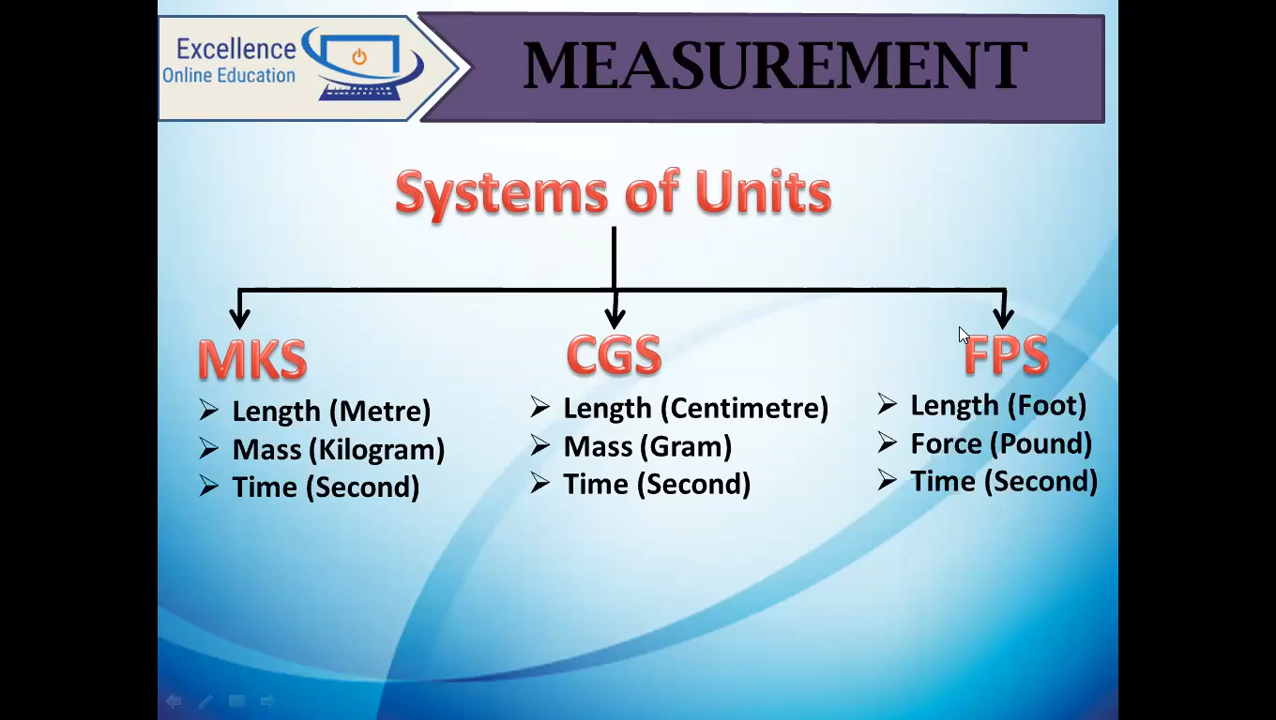 Excellence
Online Education
MEASUREMENT
Systems of Units
MKS
Length (Metre)
Mass (Kilogram)
Time (Second)
CGS
Length (Centimetre)
Mass (Gram)
Time (Second)
FPS
Length (Foot)
Force (Pound)
Time (Second)